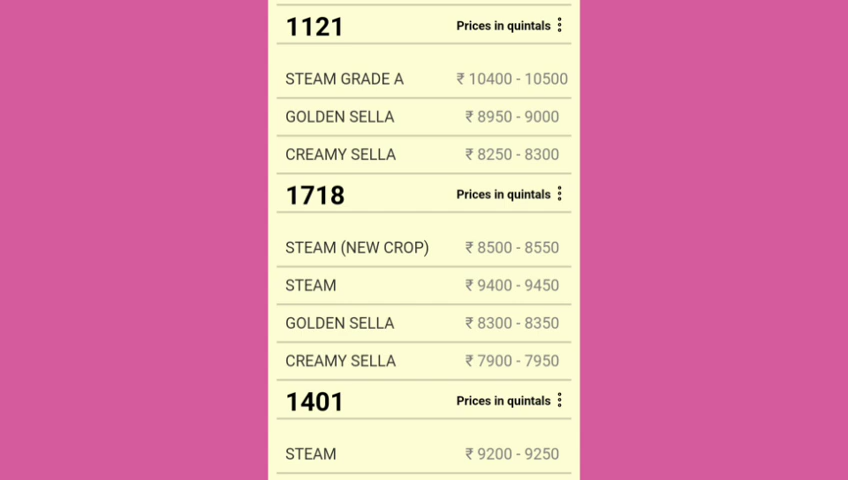 1121 Prices in quintals
STEAM GRADE A ₹ 10400 - 10500
GOLDEN SELLA ₹ 8950 - 9000
CREAMY SELLA ₹ 8250 - 8300
1718 Prices in quintals
STEAM (NEW CROP) ₹ 8500 - 8550
STEAM ₹ 9400 - 9450
GOLDEN SELLA ₹ 8300 - 8350
CREAMY SELLA ₹ 7900 - 7950
1401 Prices in quintals
STEAM ₹ 9200 - 9250